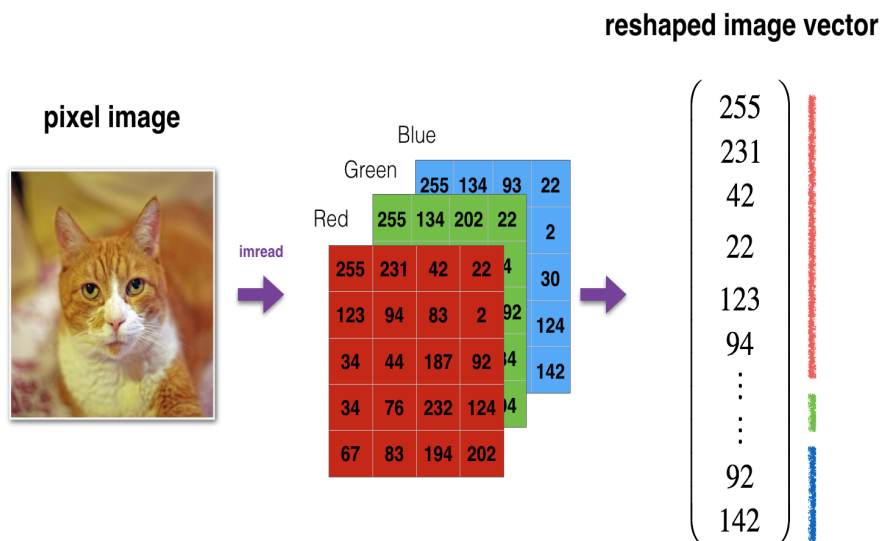 reshaped image vector
pixel image
imread
Blue
Green
Red
255 134 93 22
2
30
124
142
255 134 202 22
255 231 42 22
123 94 83 2
34 44 187 92
34 76 232 124
67 83 194 202
255
231
42
22
123
94
92
142